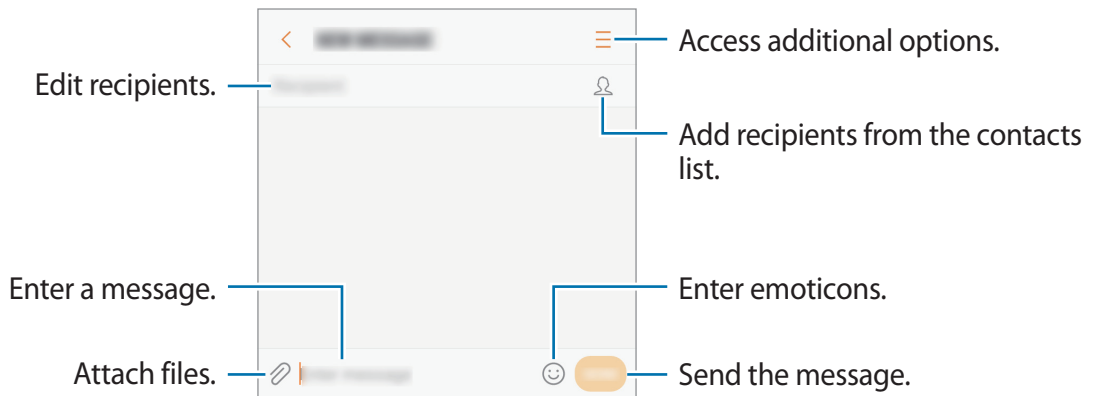 Access additional options.
Edit recipients.
Add recipients from the contacts
list.
Enter a message.
Enter emoticons.
Attach files.
Send the message.